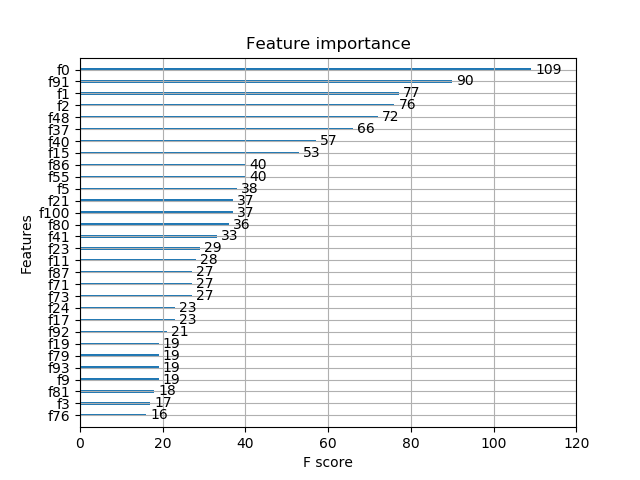 Feature importance
f0 109
f91 90
f1 77
f2 76
f48 72
f37 66
f40 57
f15 53
f86 40
f55 40
f5 38
f21 37
f100 37
f80 36
f41 33
f23 29
f11 28
f87 27
f71 27
f73 27
f24 23
f17 23
f92 21
f19 19
f79 19
f93 19
f9 19
f81 18
f3 17
f76 16
Features
0 20 40 60 80 100 120
F score